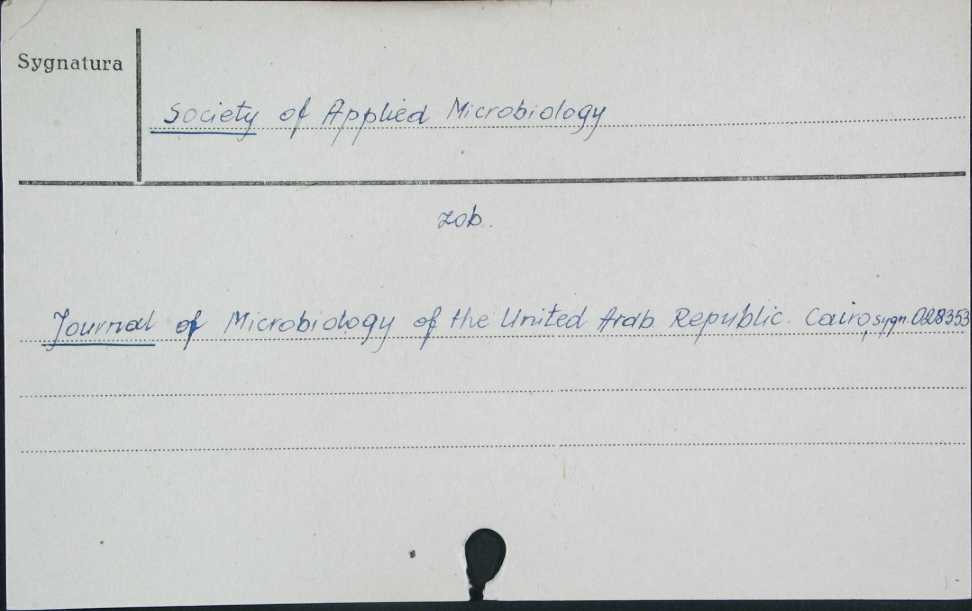 Sygnatura
Society of Applied Microbiology
zob.
Journal of Microbiology of the United Arab Republic. Cairo, sygn. 028353